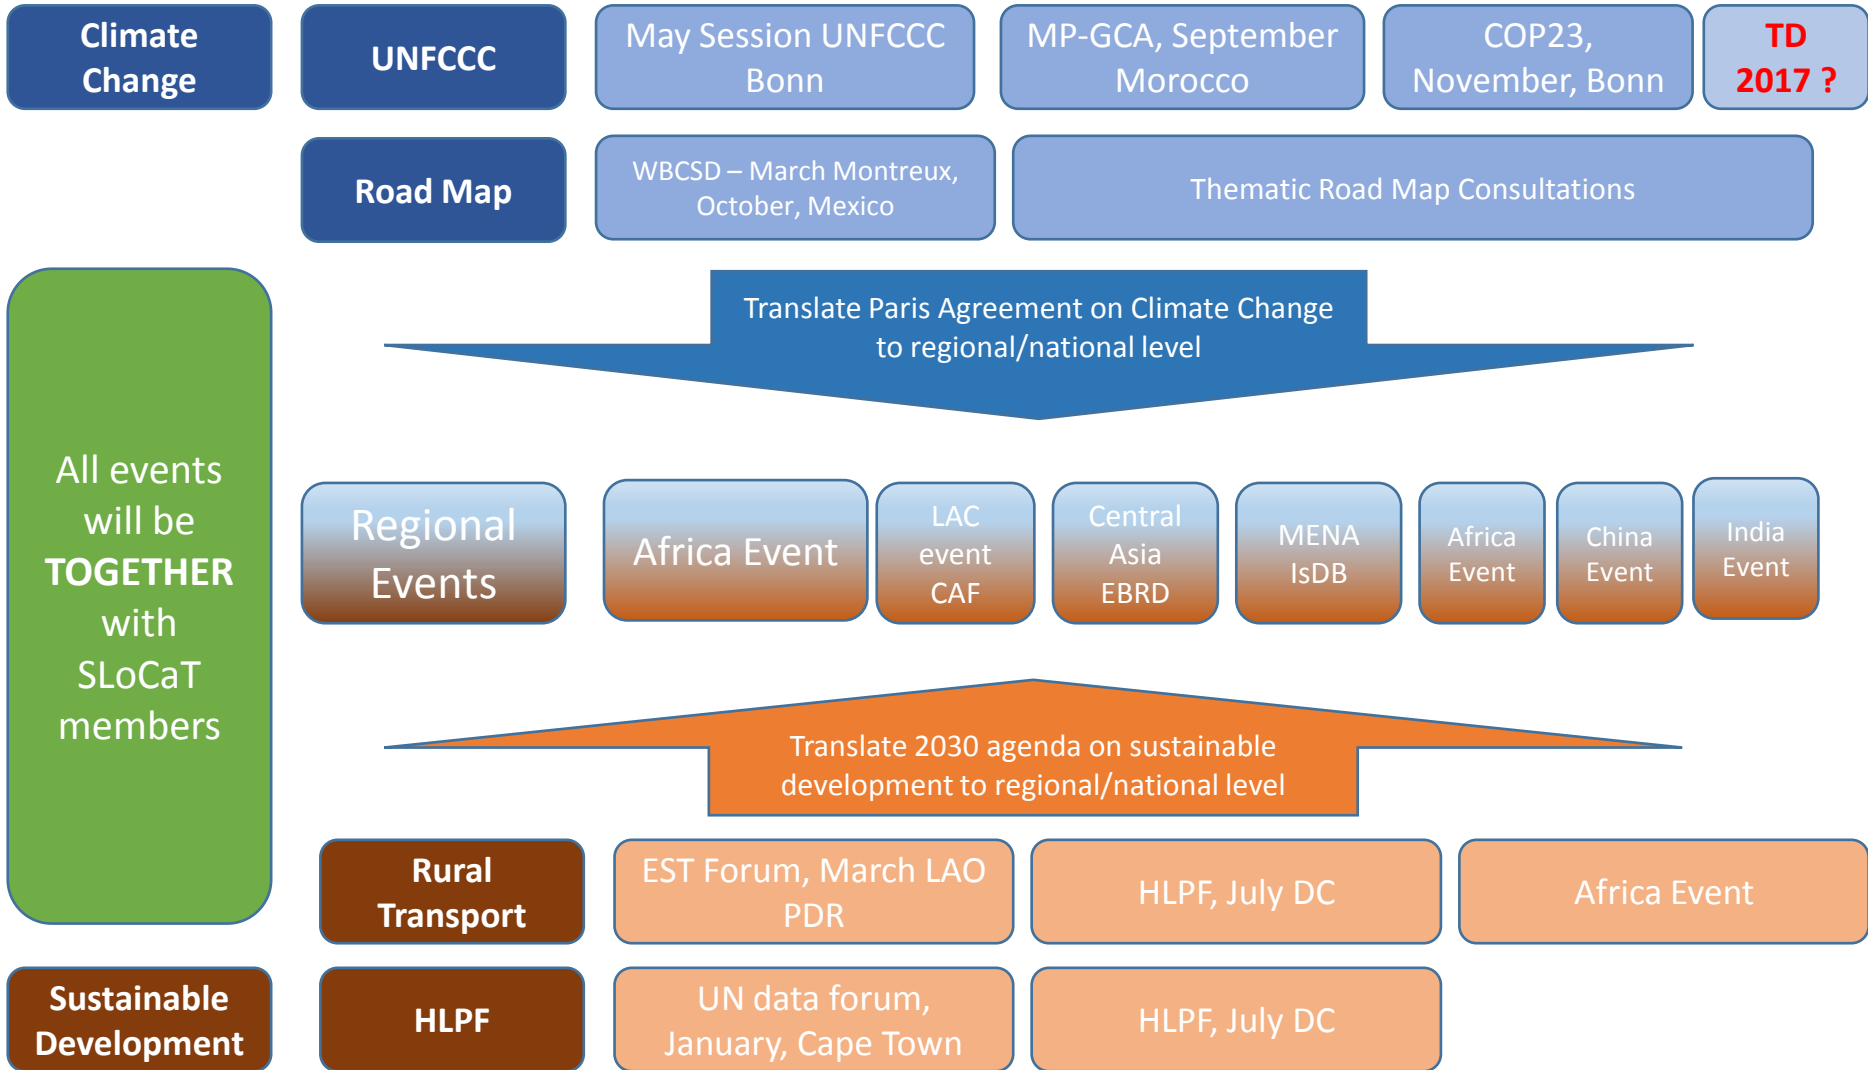 Climate
Change
UNFCCC
May Session UNFCCC
Bonn
MP-GCA, September
Morocco
COP23,
November, Bonn
TD
2017 ?
Road Map
WBCSD – March Montreux,
October, Mexico
Thematic Road Map Consultations
Translate Paris Agreement on Climate Change
to regional/national level
All events
will be
TOGETHER
with
SLoCaT
members
Regional
Events
Africa Event
LAC
event
CAF
Central
Asia
EBRD
MENA
IsDB
Africa
Event
China
Event
India
Event
Translate 2030 agenda on sustainable
development to regional/national level
Rural
Transport
EST Forum, March LAO
PDR
HLPF, July DC
Africa Event
Sustainable
Development
HLPF
UN data forum,
January, Cape Town
HLPF, July DC